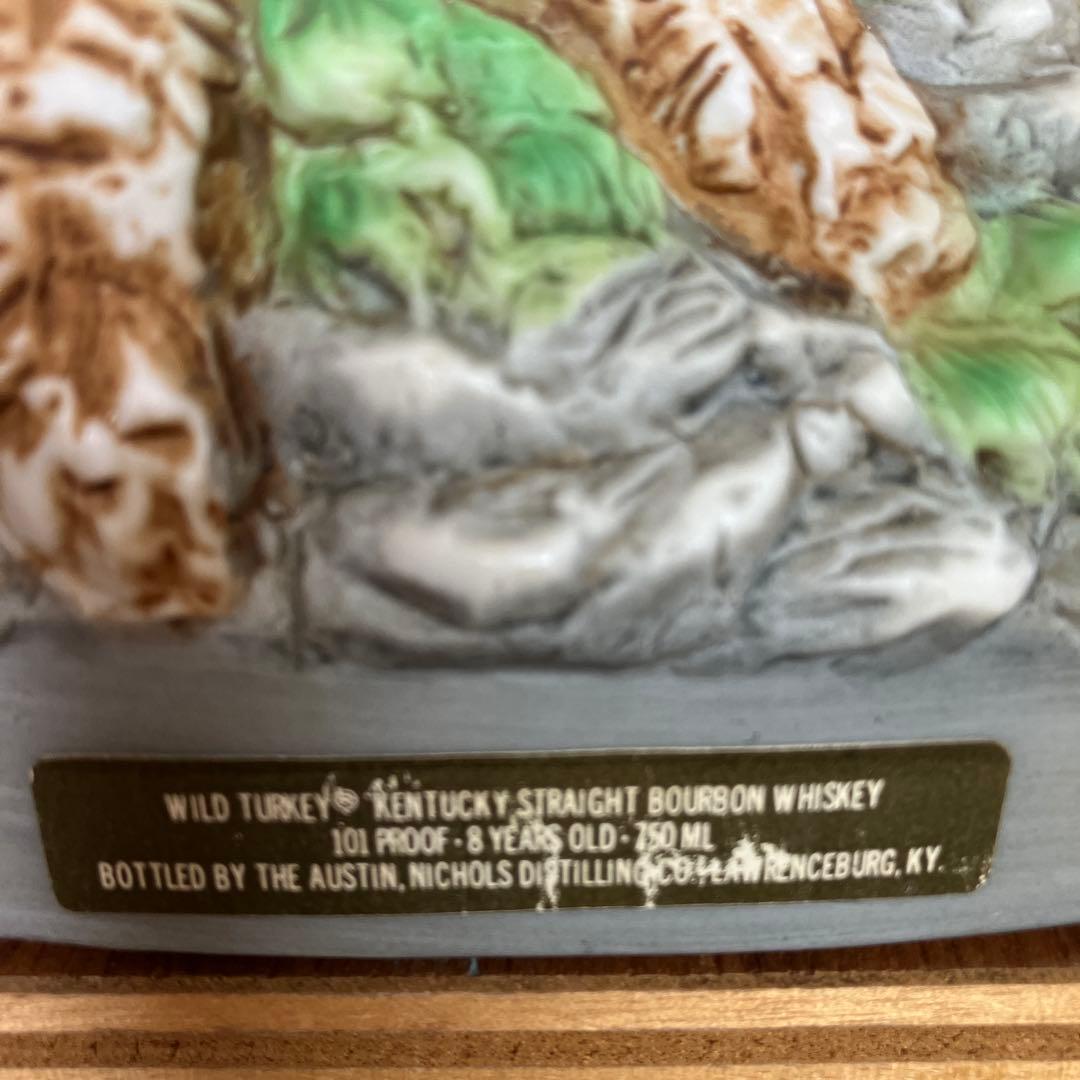 WILD TURKEY® KENTUCKY STRAIGHT BOURBON WHISKEY
101 PROOF · 8 YEARS OLD · 750 ML
BOTTLED BY THE AUSTIN, NICHOLS DISTILLING CO. LAWRENCEBURG, KY.